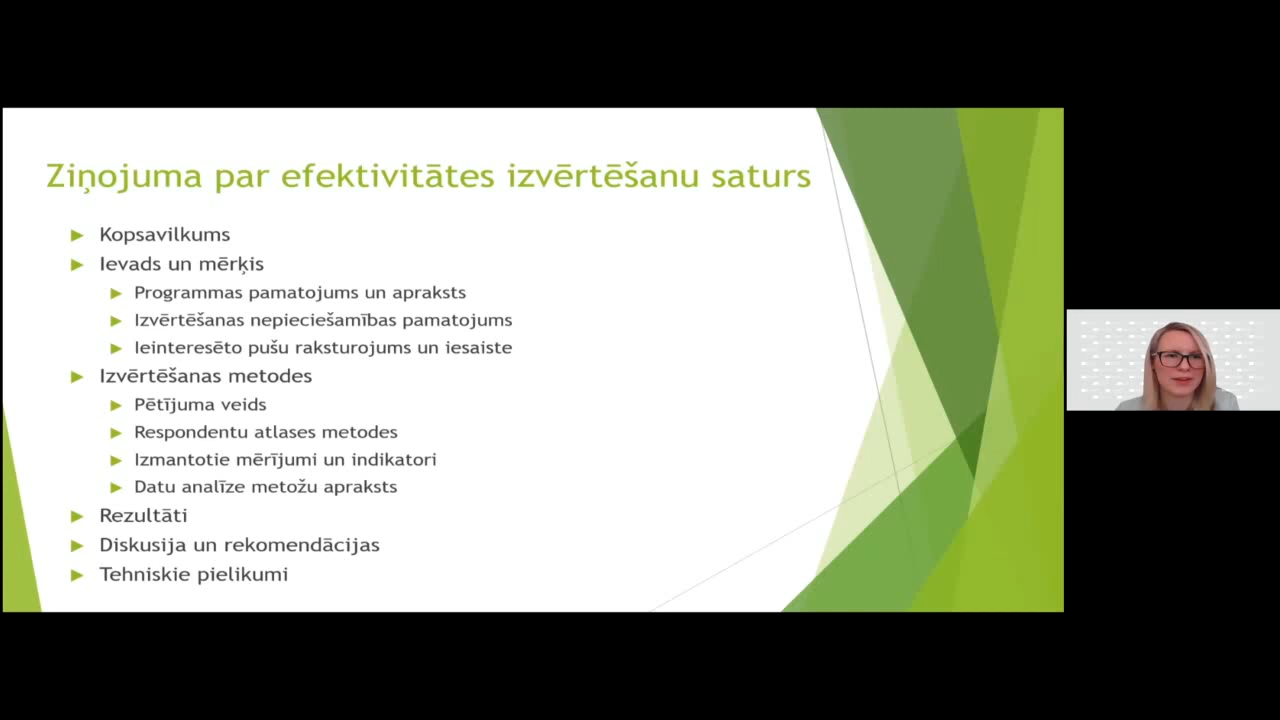 Ziņojuma par efektivitātes izvērtēšanu saturs
Kopsavilkums
Ievads un mērķis
Programmas pamatojums un apraksts
Izvērtēšanas nepieciešamības pamatojums
Ieinteresēto pušu raksturojums un iesaiste
Izvērtēšanas metodes
Pētījuma veids
Respondentu atlases metodes
Izmantotie mērījumi un indikatori
Datu analīze metožu apraksts
Rezultāti
Diskusija un rekomendācijas
Tehniskie pielikumi